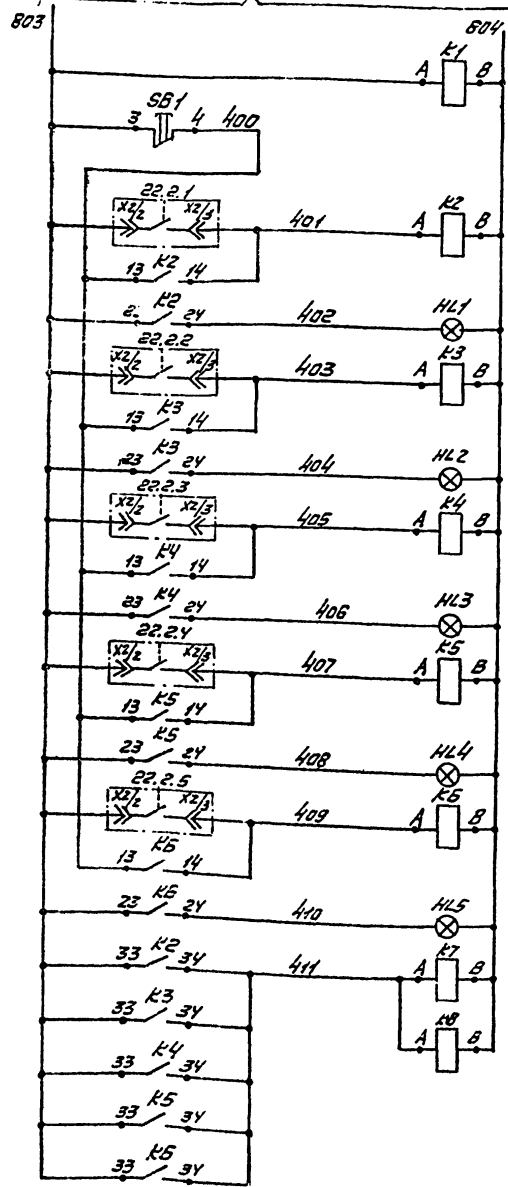 803 804
A K1 B
SB1
3 4 400
22.2.1
X2/2 X2/3 401 A K2 B
13 K2 14
2 K2 24 402 HL1
22.2.2
X2/2 X2/3 403 A K3 B
13 K3 14
23 K3 24 404 HL2
22.2.3
X2/2 X2/3 405 A K4 B
13 K4 14
23 K4 24 406 HL3
22.2.4
X2/2 X2/3 407 A K5 B
13 K5 14
23 K5 24 408 HL4
22.2.5
X2/2 X2/3 409 A K6 B
13 K6 14
23 K6 24 410 HL5
33 K2 34 411 A K7 B
33 K3 34 A K8 B
33 K4 34
33 K5 34
33 K6 34